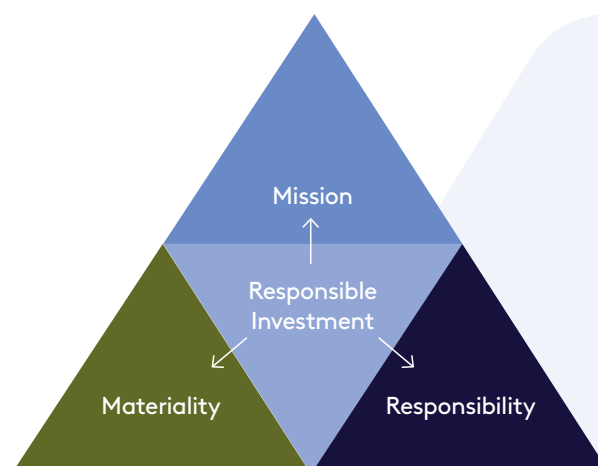 Mission
Responsible
Investment
Materiality
Responsibility